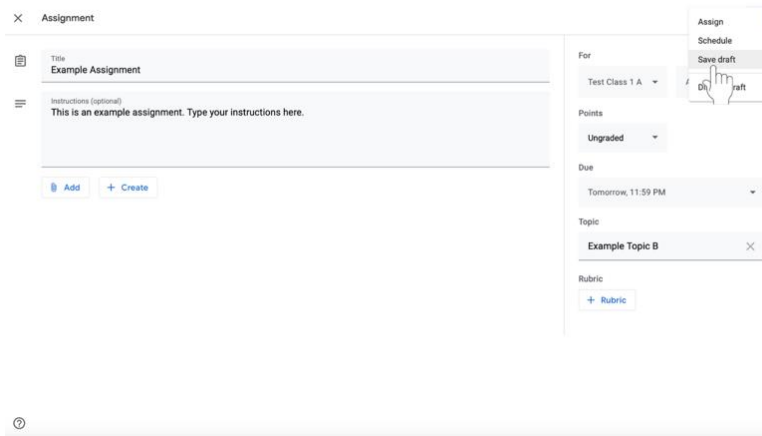 Assignment
Title
Example Assignment
Instructions (optional)
This is an example assignment. Type your instructions here.
Add
+ Create
Assign
Schedule
Save draft
For
Test Class 1 A
Points
Ungraded
Due
Tomorrow, 11:59 PM
Topic
Example Topic B
Rubric
+ Rubric